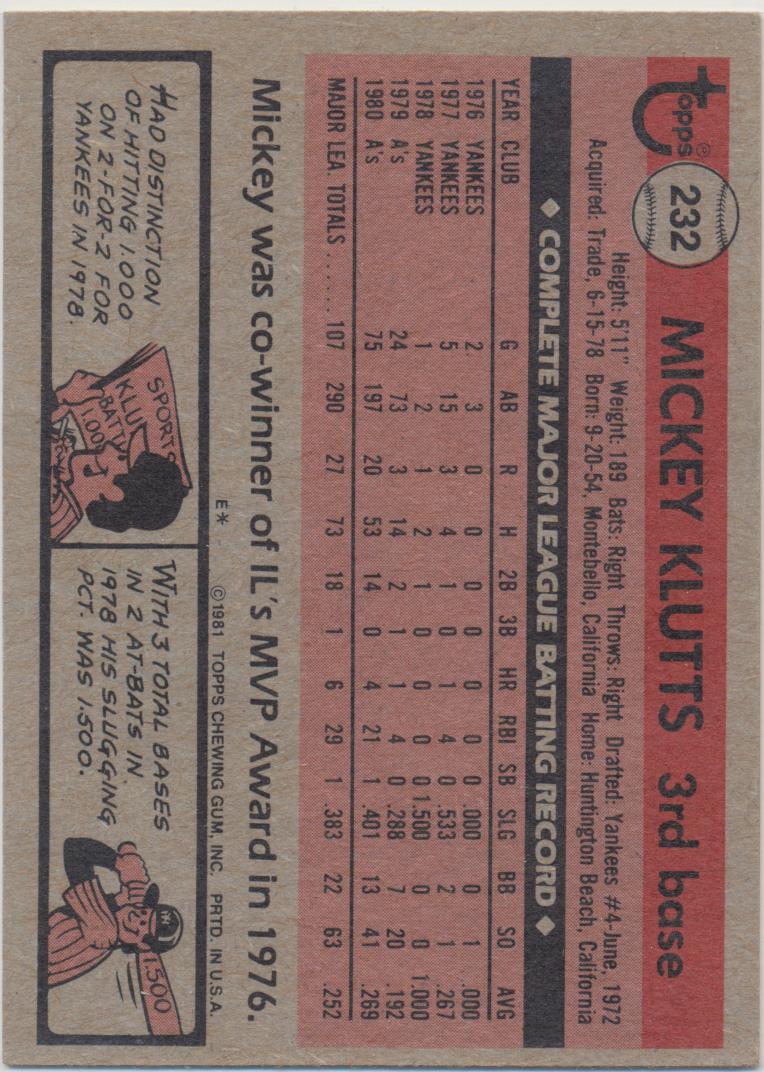 Topps®
232
MICKEY KLUTTS 3rd base
Height: 5'11" Weight: 189 Bats: Right Throws: Right Drafted: Yankees #4-June, 1972
Acquired: Trade, 6-15-78 Born: 9-20-54, Montebello, California Home: Huntington Beach, California
◆ COMPLETE MAJOR LEAGUE BATTING RECORD ◆
YEAR CLUB G AB R H 2B 3B HR RBI SB SLG BB SO AVG
1976 YANKEES 2 3 0 0 0 0 0 0 0 .000 0 1 .000
1977 YANKEES 5 15 3 4 1 0 1 4 0 .533 2 1 .267
1978 YANKEES 1 2 1 2 1 0 0 0 0 1.500 0 0 1.000
1979 A's 24 73 3 14 2 1 1 4 0 .288 7 20 .192
1980 A's 75 197 20 53 14 0 4 21 1 .401 13 41 .269
MAJOR LEA. TOTALS ...... 107 290 27 73 18 1 6 29 1 .383 22 63 .252
Mickey was co-winner of IL's MVP Award in 1976.
E* ©1981 TOPPS CHEWING GUM, INC. PRTD. IN U.S.A.
HAD DISTINCTION
OF HITTING 1.000
ON 2-FOR-2 FOR
YANKEES IN 1978.
SPORTS
KLUT
BATTI
1.00
WITH 3 TOTAL BASES
IN 2 AT-BATS IN
1978 HIS SLUGGING
PCT. WAS 1.500.
1.500